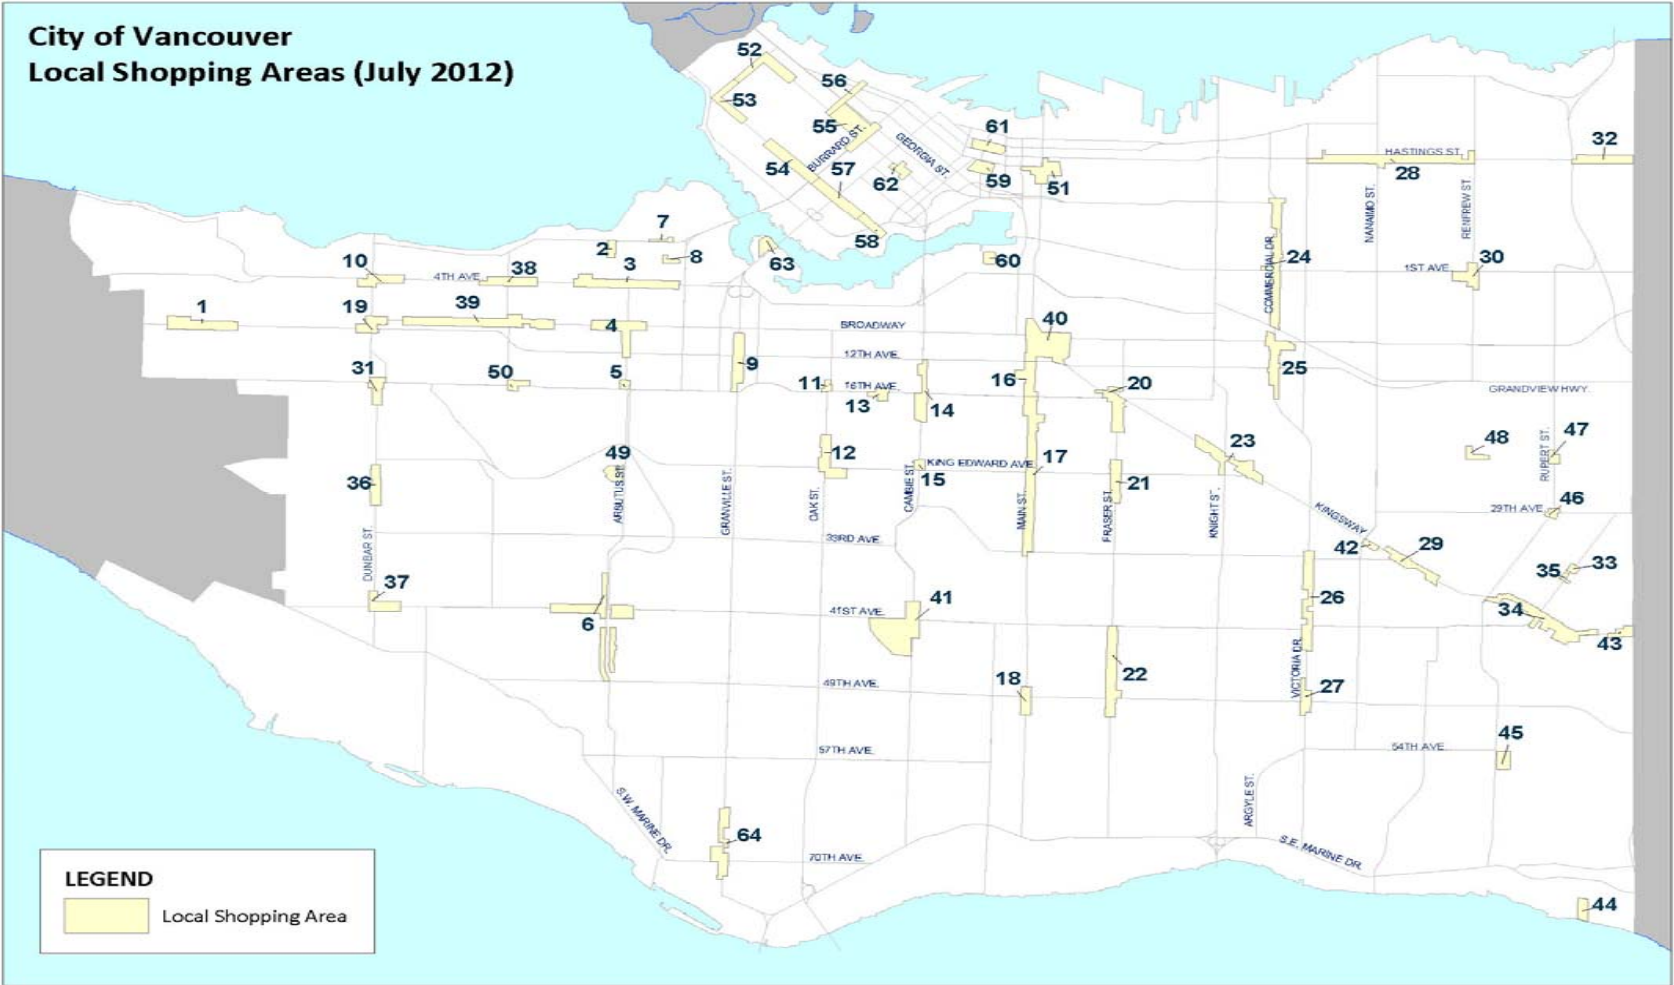 City of Vancouver
Local Shopping Areas (July 2012)
52
56
53
55
BURRARD ST.
GEORGIA ST.
61
54
57
62
59
51
58
HASTINGS ST.
28
32
NANAIMO ST.
RENFREW ST.
7
2
8
63
60
COMMERCIAL DR.
24
10
4TH AVE.
38
3
1ST AVE
30
1
19
39
4
BROADWAY
40
12TH AVE.
9
31
50
5
11
16TH AVE.
13
14
16
20
25
GRANDVIEW HWY.
49
12
KING EDWARD AVE.
15
17
21
23
48
47
RUPERT ST.
36
ARBUTUS ST.
GRANVILLE ST.
OAK ST.
CAMBIE ST.
MAIN ST.
FRASER ST.
KNIGHT ST.
KINGSWAY
29TH AVE.
46
DUNBAR ST.
33RD AVE.
42
29
35
33
37
6
41ST AVE.
41
26
34
43
VICTORIA DR.
49TH AVE.
18
22
27
57TH AVE.
54TH AVE.
45
S.W. MARINE DR.
ARGYLE ST.
64
70TH AVE.
S.E. MARINE DR.
44
LEGEND
Local Shopping Area